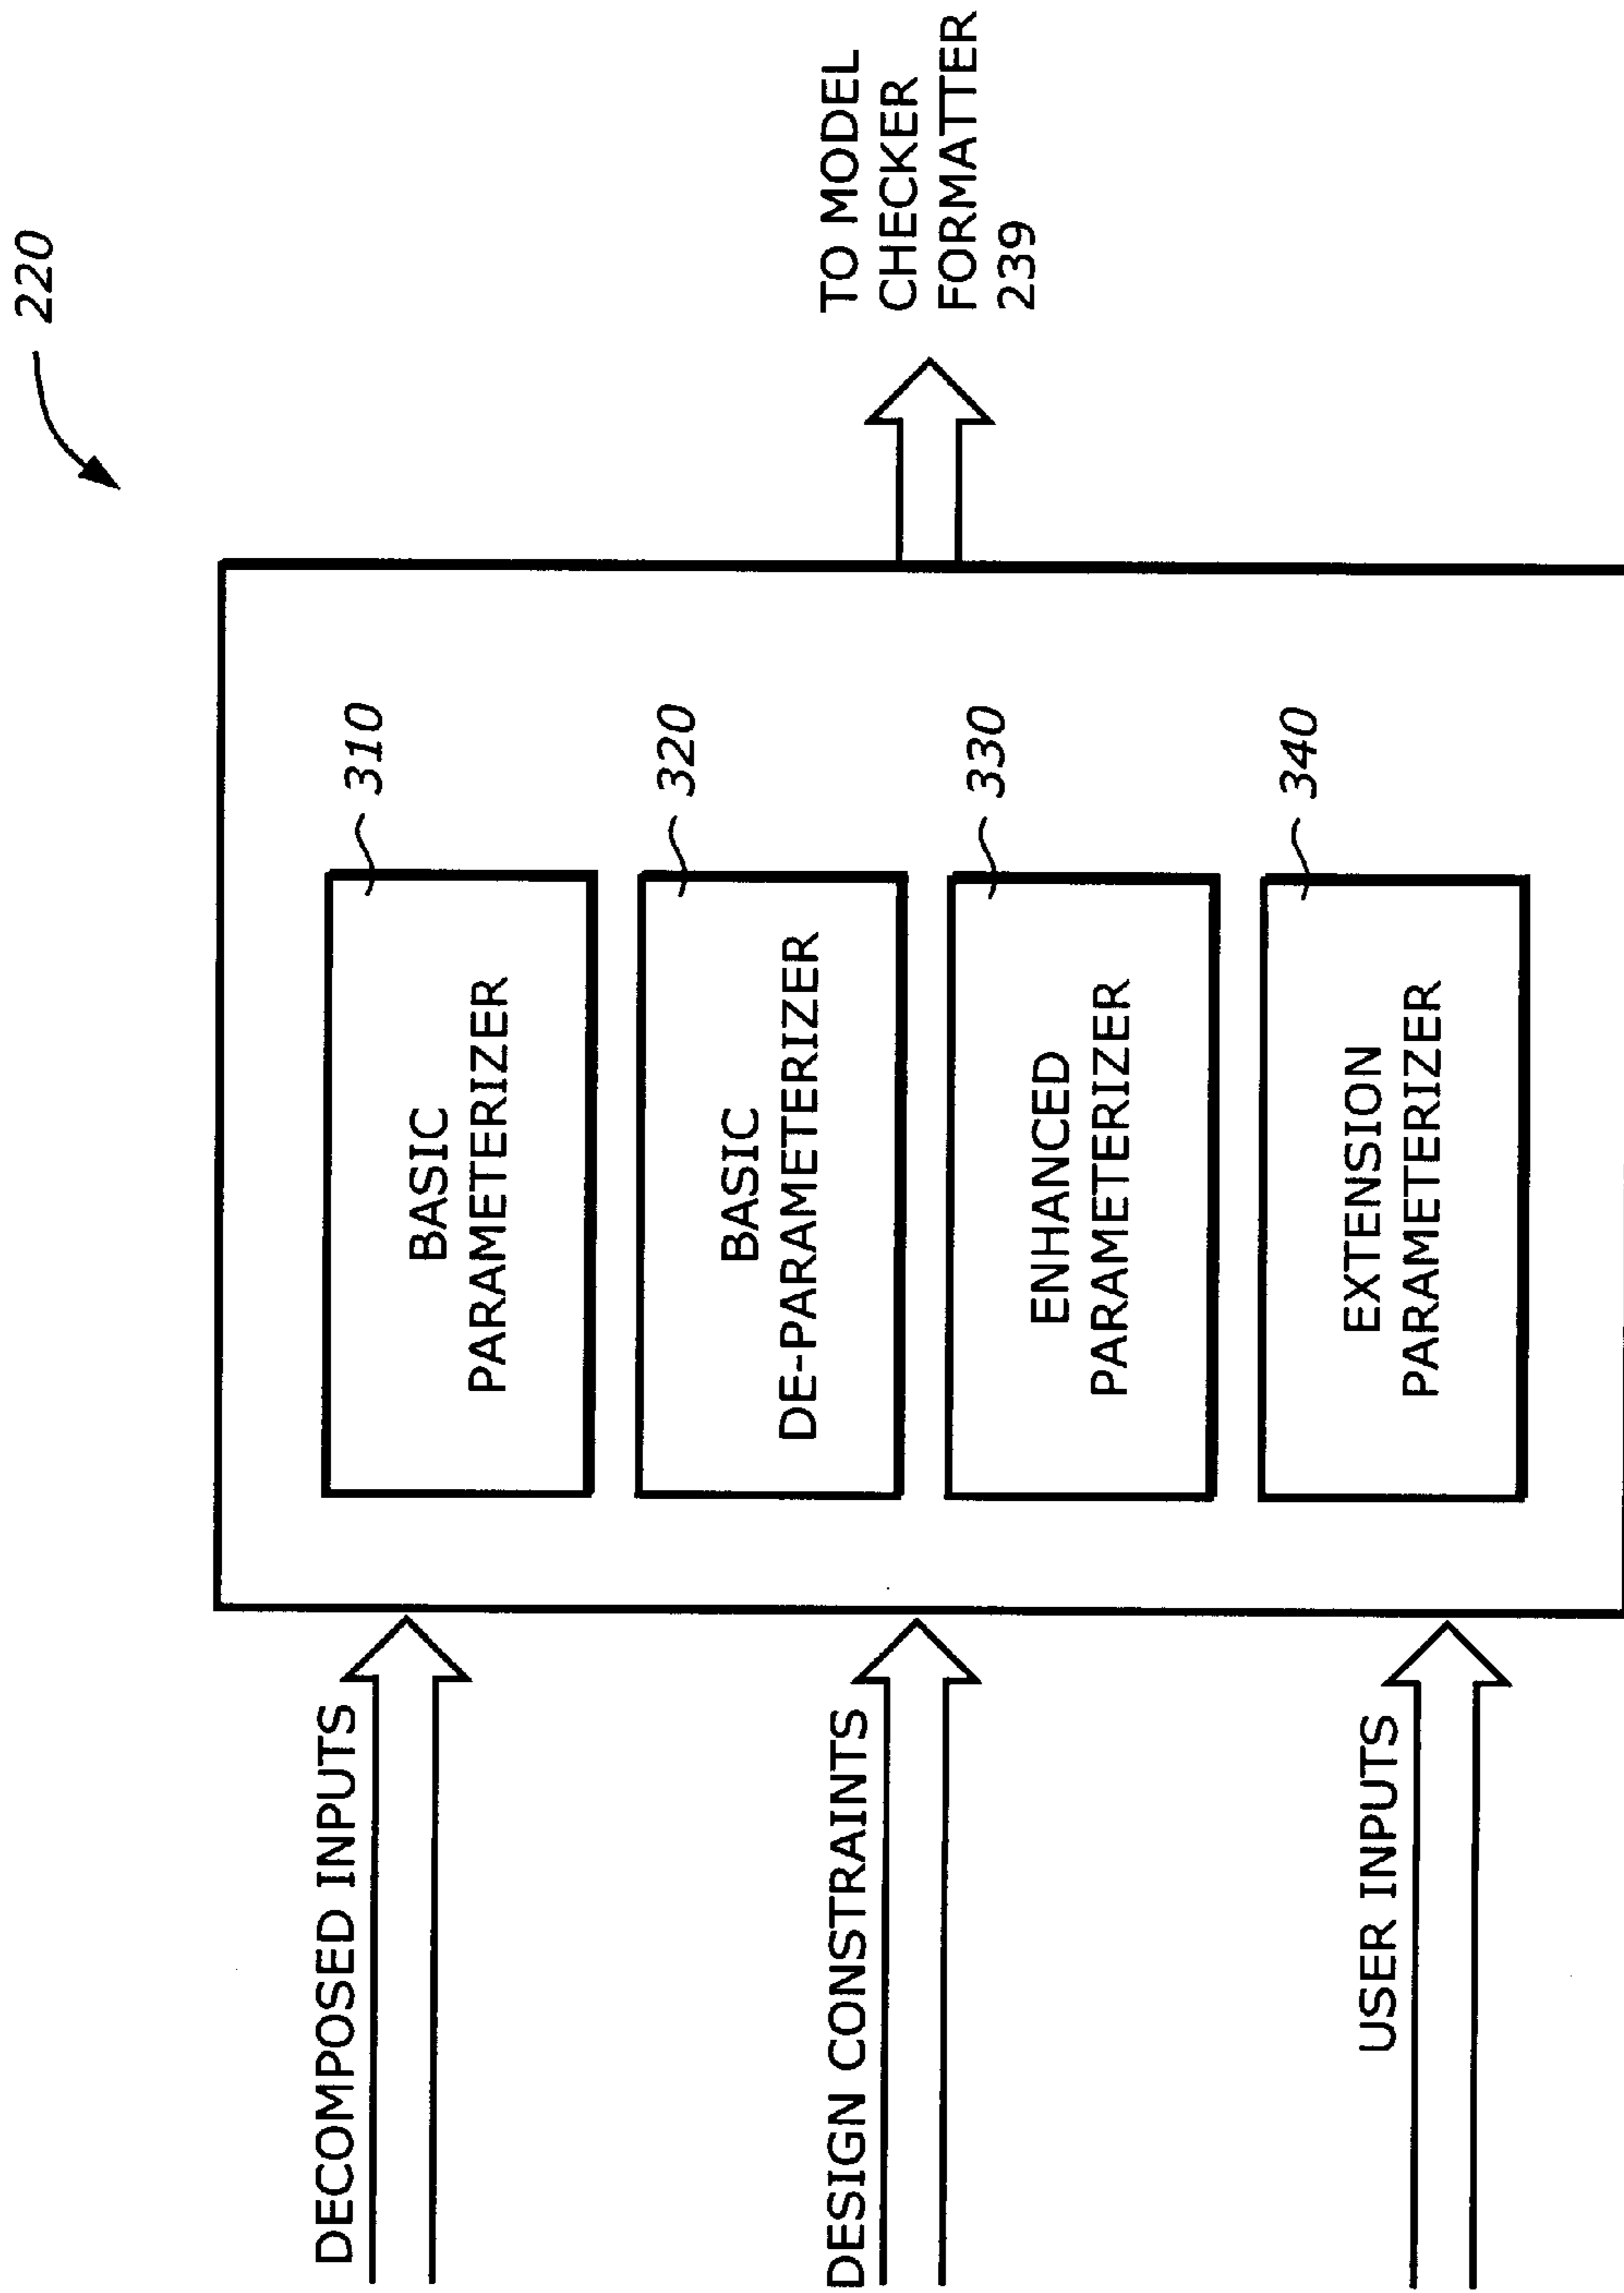 220
DECOMPOSED INPUTS
DESIGN CONSTRAINTS
USER INPUTS
310
BASIC
PARAMETERIZER
320
BASIC
DE-PARAMETERIZER
330
ENHANCED
PARAMETERIZER
340
EXTENSION
PARAMETERIZER
TO MODEL
CHECKER
FORMATTER
239